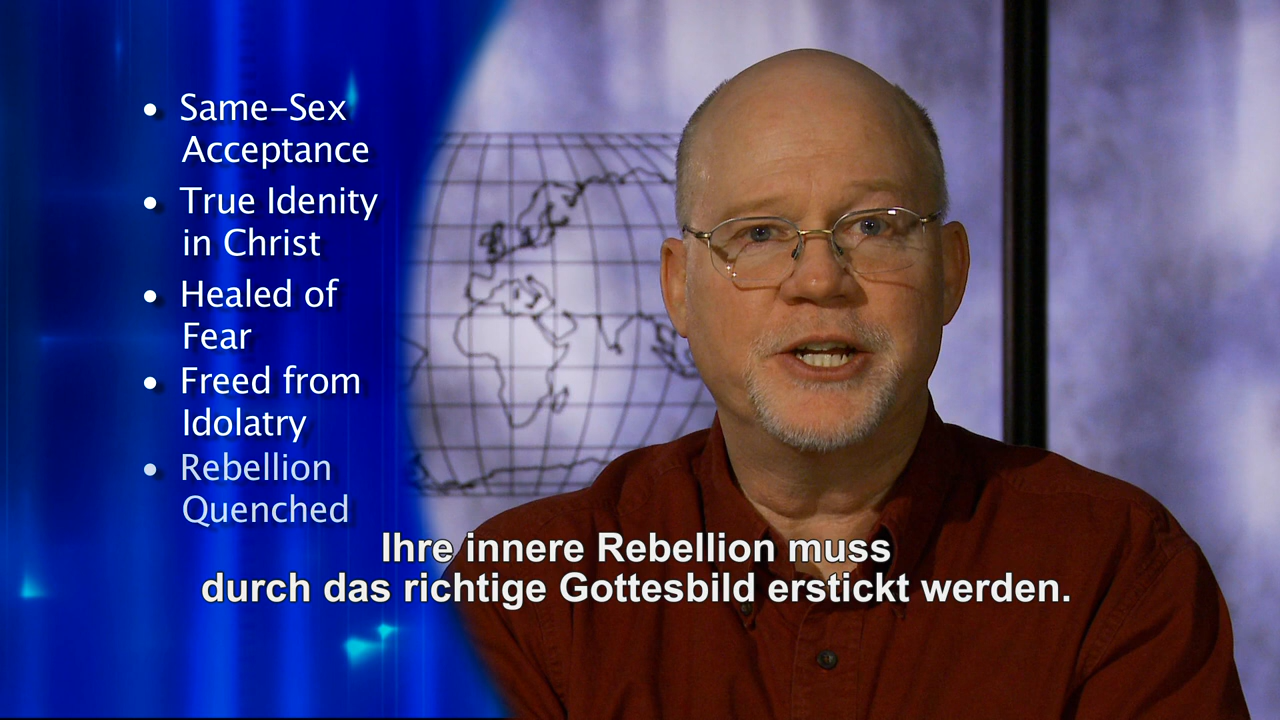 • Same-Sex
Acceptance
• True Idenity
in Christ
• Healed of
Fear
• Freed from
Idolatry
• Rebellion
Quenched
Ihre innere Rebellion muss
durch das richtige Gottesbild erstickt werden.